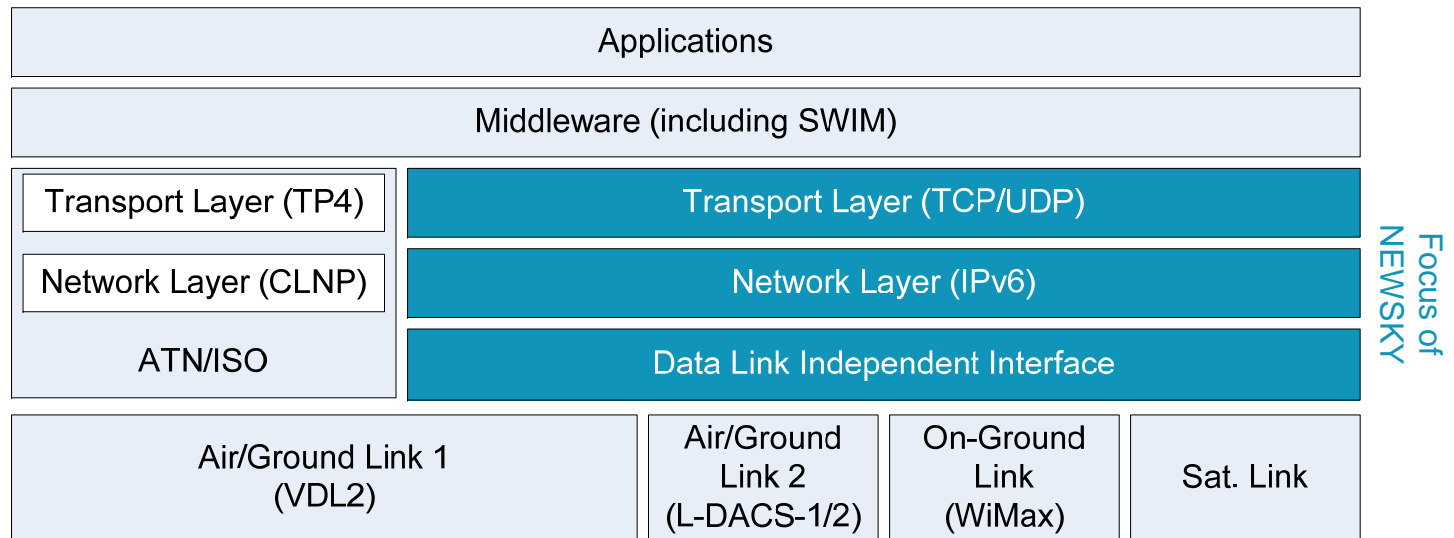 Applications
Middleware (including SWIM)
Transport Layer (TP4)
Transport Layer (TCP/UDP)
Network Layer (CLNP)
Network Layer (IPv6)
ATN/ISO
Data Link Independent Interface
Focus of
NEWSKY
Air/Ground Link 1
(VDL2)
Air/Ground
Link 2
(L-DACS-1/2)
On-Ground
Link
(WiMax)
Sat. Link